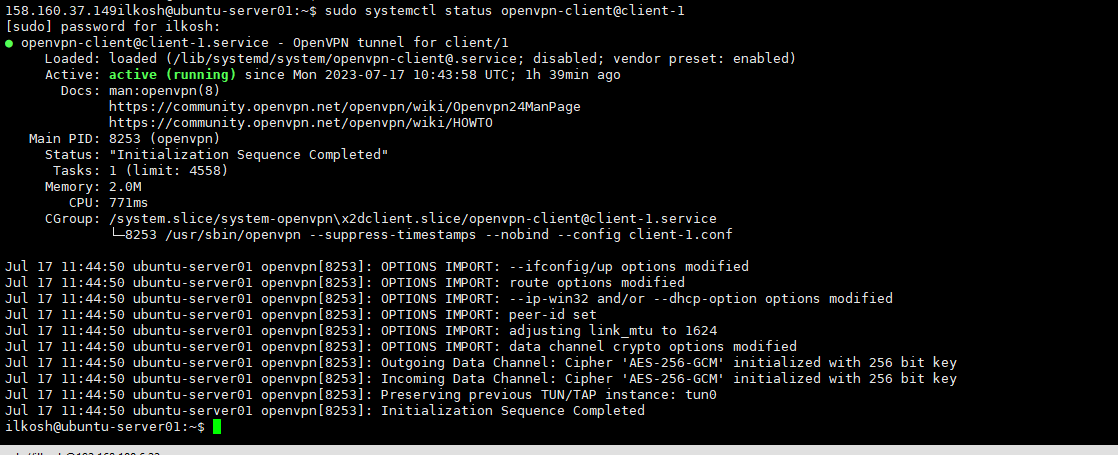 158.160.37.149ilkosh@ubuntu-server01:~$ sudo systemctl status openvpn-client@client-1
[sudo] password for ilkosh:
● openvpn-client@client-1.service - OpenVPN tunnel for client/1
Loaded: loaded (/lib/systemd/system/openvpn-client@.service; disabled; vendor preset: enabled)
Active: active (running) since Mon 2023-07-17 10:43:58 UTC; 1h 39min ago
Docs: man:openvpn(8)
https://community.openvpn.net/openvpn/wiki/Openvpn24ManPage
https://community.openvpn.net/openvpn/wiki/HOWTO
Main PID: 8253 (openvpn)
Status: "Initialization Sequence Completed"
Tasks: 1 (limit: 4558)
Memory: 2.0M
CPU: 771ms
CGroup: /system.slice/system-openvpn\x2dclient.slice/openvpn-client@client-1.service
└─8253 /usr/sbin/openvpn --suppress-timestamps --nobind --config client-1.conf
Jul 17 11:44:50 ubuntu-server01 openvpn[8253]: OPTIONS IMPORT: --ifconfig/up options modified
Jul 17 11:44:50 ubuntu-server01 openvpn[8253]: OPTIONS IMPORT: route options modified
Jul 17 11:44:50 ubuntu-server01 openvpn[8253]: OPTIONS IMPORT: --ip-win32 and/or --dhcp-option options modified
Jul 17 11:44:50 ubuntu-server01 openvpn[8253]: OPTIONS IMPORT: peer-id set
Jul 17 11:44:50 ubuntu-server01 openvpn[8253]: OPTIONS IMPORT: adjusting link_mtu to 1624
Jul 17 11:44:50 ubuntu-server01 openvpn[8253]: OPTIONS IMPORT: data channel crypto options modified
Jul 17 11:44:50 ubuntu-server01 openvpn[8253]: Outgoing Data Channel: Cipher 'AES-256-GCM' initialized with 256 bit key
Jul 17 11:44:50 ubuntu-server01 openvpn[8253]: Incoming Data Channel: Cipher 'AES-256-GCM' initialized with 256 bit key
Jul 17 11:44:50 ubuntu-server01 openvpn[8253]: Preserving previous TUN/TAP instance: tun0
Jul 17 11:44:50 ubuntu-server01 openvpn[8253]: Initialization Sequence Completed
ilkosh@ubuntu-server01:~$